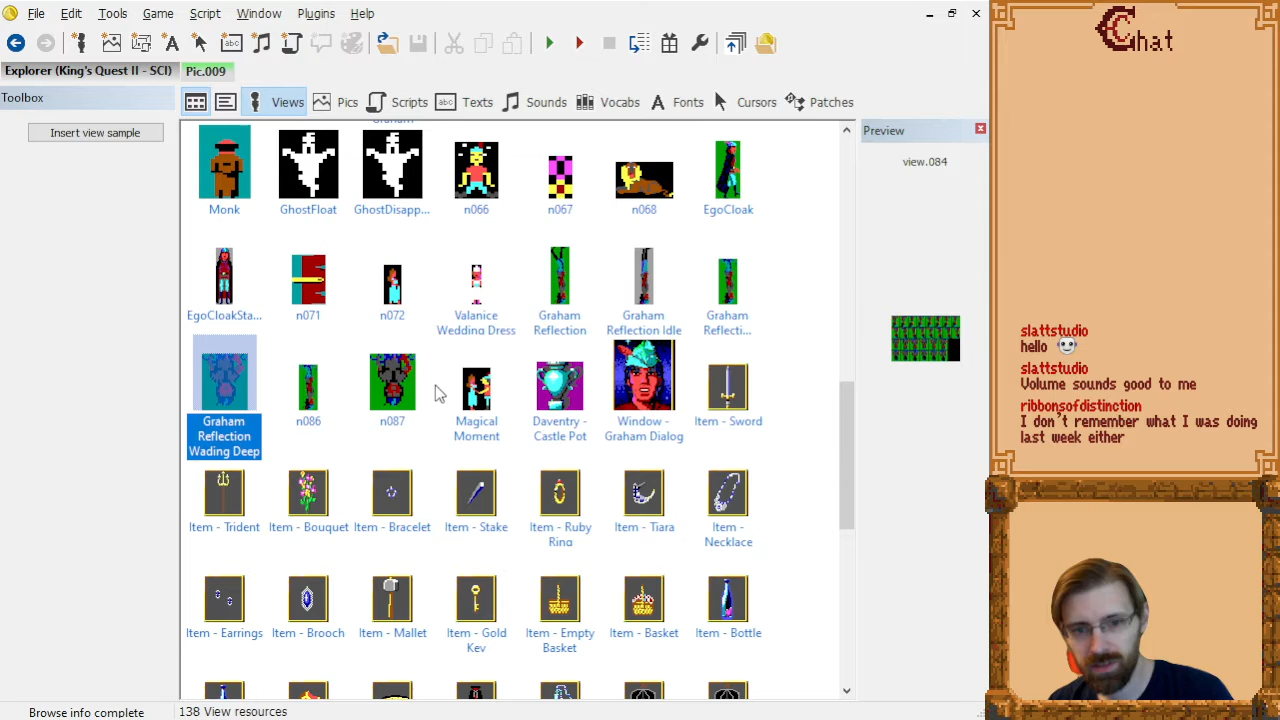 File Edit Tools Game Script Window Plugins Help
Explorer (King's Quest II - SCI) Pic.009
Toolbox
Insert view sample
Views Pics Scripts Texts Sounds Vocabs Fonts Cursors Patches
Preview
view.084
Monk GhostFloat GhostDisapp... n066 n067 n068 EgoCloak
EgoCloakSta... n071 n072 Valanice Wedding Dress Graham Reflection Graham Reflection Idle Graham Reflecti...
Graham Reflection Wading Deep n086 n087 Magical Moment Daventry - Castle Pot Window - Graham Dialog Item - Sword
Item - Trident Item - Bouquet Item - Bracelet Item - Stake Item - Ruby Ring Item - Tiara Item - Necklace
Item - Earrings Item - Brooch Item - Mallet Item - Gold Key Item - Empty Basket Item - Basket Item - Bottle
Browse info complete 138 View resources
Chat
slattstudio
hello
slattstudio
Volume sounds good to me
ribbonsofdistinction
I don't remember what I was doing
last week either